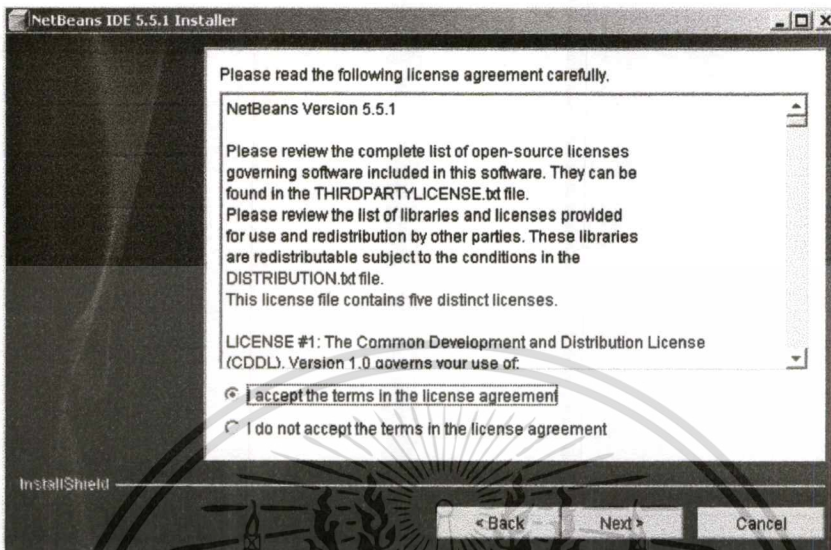 NetBeans IDE 5.5.1 Installer
Please read the following license agreement carefully.
NetBeans Version 5.5.1
Please review the complete list of open-source licenses
governing software included in this software. They can be
found in the THIRDPARTYLICENSE.txt file.
Please review the list of libraries and licenses provided
for use and redistribution by other parties. These libraries
are redistributable subject to the conditions in the
DISTRIBUTION.txt file.
This license file contains five distinct licenses.
LICENSE #1: The Common Development and Distribution License
(CDDL). Version 1.0 governs your use of:
I accept the terms in the license agreement
I do not accept the terms in the license agreement
InstallShield
< Back
Next >
Cancel